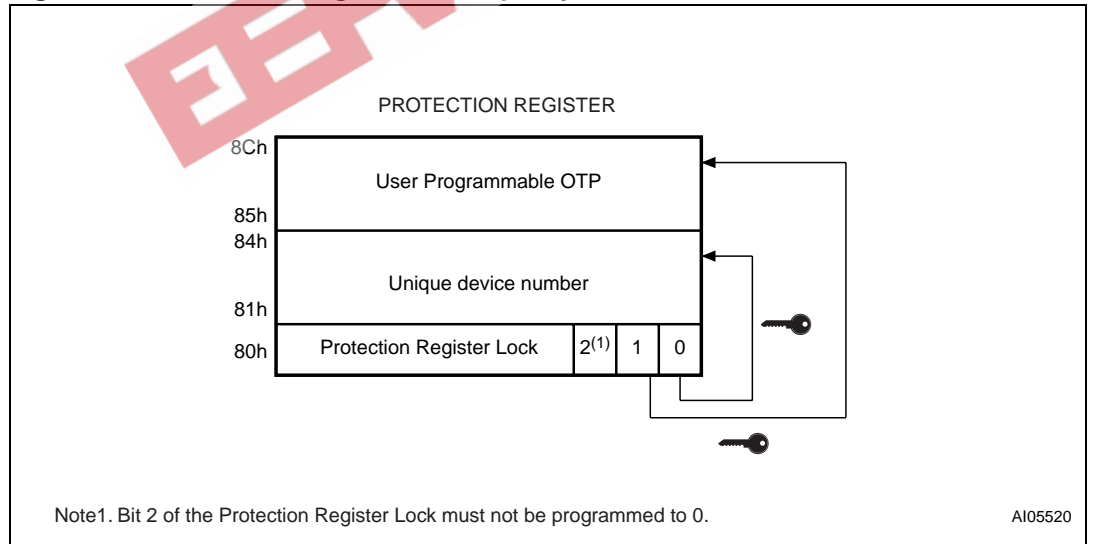 PROTECTION REGISTER
8Ch
User Programmable OTP
85h
84h
Unique device number
81h
80h
Protection Register Lock
2(1)
1
0
Note1. Bit 2 of the Protection Register Lock must not be programmed to 0.
AI05520